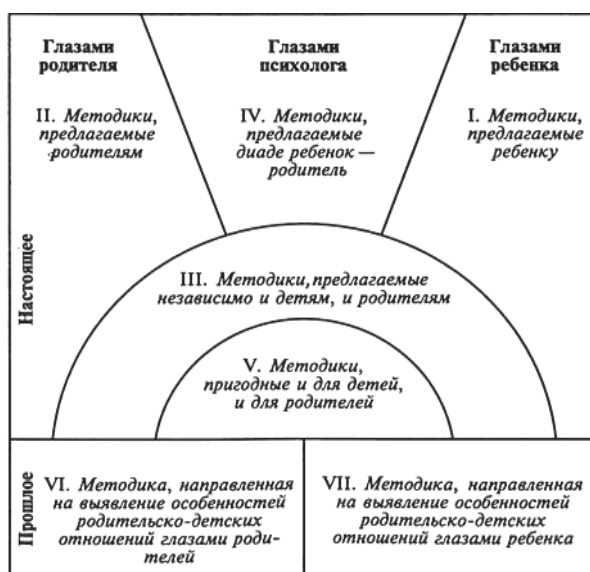 Глазами
родителя
II. Методики,
предлагаемые
родителям
Глазами
психолога
IV. Методики,
предлагаемые
диаде ребенок —
родитель
Глазами
ребенка
I. Методики,
предлагаемые
ребенку
Настоящее
III. Методики, предлагаемые
независимо и детям, и родителям
V. Методики,
пригодные и для детей,
и для родителей
Прошлое
VI. Методика, направленная
на выявление особенностей
родительско-детских
отношений глазами роди-
телей
VII. Методика, направленная
на выявление особенностей
родительско-детских
отношений глазами ребенка